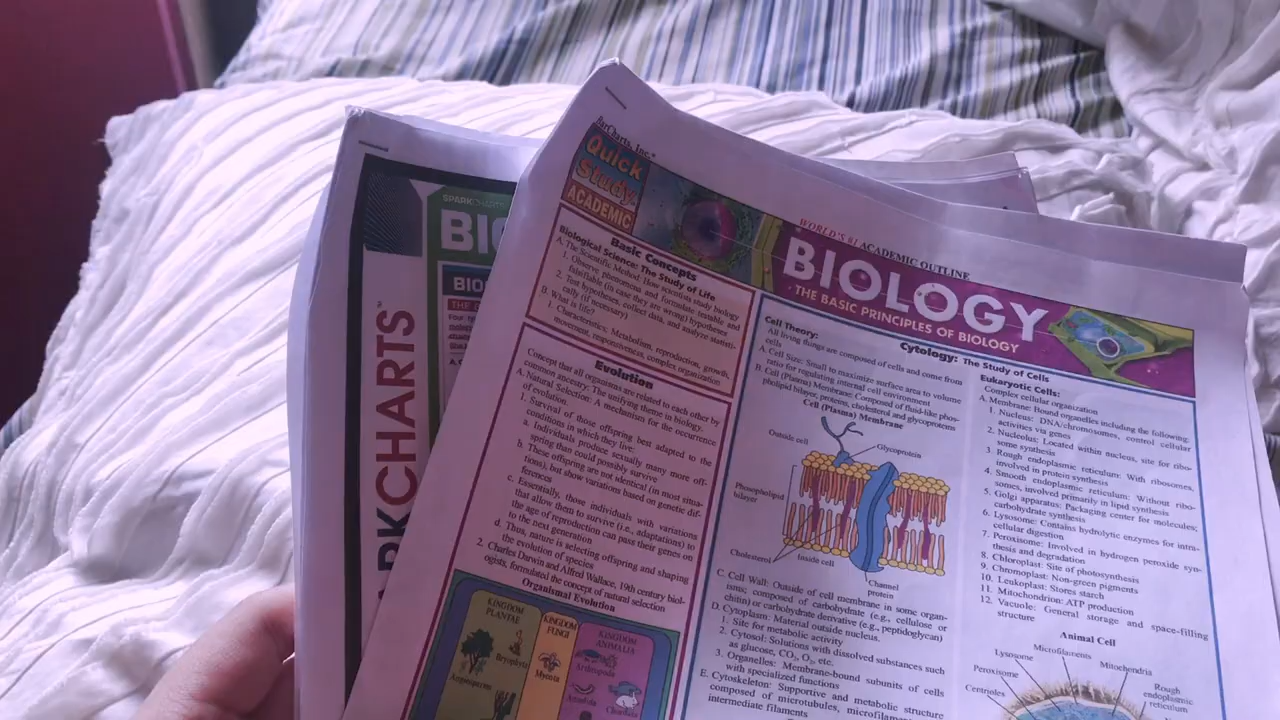 BarCharts, Inc.®
Quick
Study.
ACADEMIC
WORLD'S #1 ACADEMIC OUTLINE
BIOLOGY
THE BASIC PRINCIPLES OF BIOLOGY
Basic Concepts
Biological Science: The Study of Life
A. The Scientific Method: How scientists study biology
1. Observe phenomena and formulate testable and
falsifiable (in case they are wrong) hypotheses
2. Test hypotheses, collect data, and analyze statisti-
cally (if necessary)
B. What is life?
1. Characteristics: Metabolism, reproduction, growth,
movement, responsiveness, complex organization
Evolution
Concept that all organisms are related to each other by
common ancestry: The unifying theme in biology.
A. Natural Selection: A mechanism for the occurrence
of evolution.
1. Survival of those offspring best adapted to the
conditions in which they live:
a. Individuals produce sexually many more off-
spring than could possibly survive
b. These offspring are not identical (in most situa-
tions), but show variations based on genetic dif-
ferences
c. Essentially, those individuals with variations
that allow them to survive (i.e., adaptations) to
the age of reproduction can pass their genes on
to the next generation
d. Thus, nature is selecting offspring and shaping
the evolution of species
2. Charles Darwin and Alfred Wallace, 19th century biol-
ogists, formulated the concept of natural selection
Organismal Evolution
KINGDOM
PLANTAE
Bryophyta
Angiosperms
KINGDOM
FUNGI
Mycota
KINGDOM
ANIMALIA
Arthropoda
Annelida
Chordata
Cytology: The Study of Cells
Cell Theory:
All living things are composed of cells and come from
cells
A. Cell Size: Small to maximize surface area to volume
ratio for regulating internal cell environment
B. Cell (Plasma) Membrane: Composed of fluid-like phos-
pholipid bilayer, proteins, cholesterol and glycoproteins
Cell (Plasma) Membrane
Outside cell
Glycoprotein
Phospholipid
bilayer
Cholesterol
Inside cell
Channel
protein
C. Cell Wall: Outside of cell membrane in some organ-
isms; composed of carbohydrate (e.g., cellulose or
chitin) or carbohydrate derivative (e.g., peptidoglycan)
D. Cytoplasm: Material outside nucleus.
1. Site for metabolic activity
2. Cytosol: Solutions with dissolved substances such
as glucose, CO₂, O₂, etc.
3. Organelles: Membrane-bound subunits of cells
with specialized functions
E. Cytoskeleton: Supportive and metabolic structure
composed of microtubules, microfilaments
intermediate filaments
Eukaryotic Cells:
Complex cellular organization
A. Membrane: Bound organelles including the following:
1. Nucleus: DNA/chromosomes, control cellular
activities via genes
2. Nucleolus: Located within nucleus, site for ribo-
some synthesis
3. Rough endoplasmic reticulum: With ribosomes,
involved in protein synthesis
4. Smooth endoplasmic reticulum: Without ribo-
somes, involved primarily in lipid synthesis
5. Golgi apparatus: Packaging center for molecules;
carbohydrate synthesis
6. Lysosome: Contains hydrolytic enzymes for intra-
cellular digestion
7. Peroxisome: Involved in hydrogen peroxide syn-
thesis and degradation
8. Chloroplast: Site of photosynthesis
9. Chromoplast: Non-green pigments
10. Leukoplast: Stores starch
11. Mitochondrion: ATP production
12. Vacuole: General storage and space-filling
structure
Animal Cell
Microfilaments
Lysosome
Mitochondria
Peroxisome
Rough
endoplasmic
reticulum
Centrioles
SPARKCHARTS
BIO
BIO
RKCHARTS™